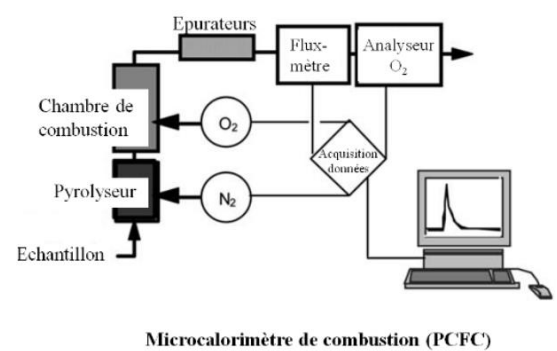 Epurateurs
Flux-
mètre
Analyseur
O₂
Chambre de
combustion
O₂
Acquisition
données
Pyrolyseur
N₂
Echantillon
Microcalorimètre de combustion (PCFC)